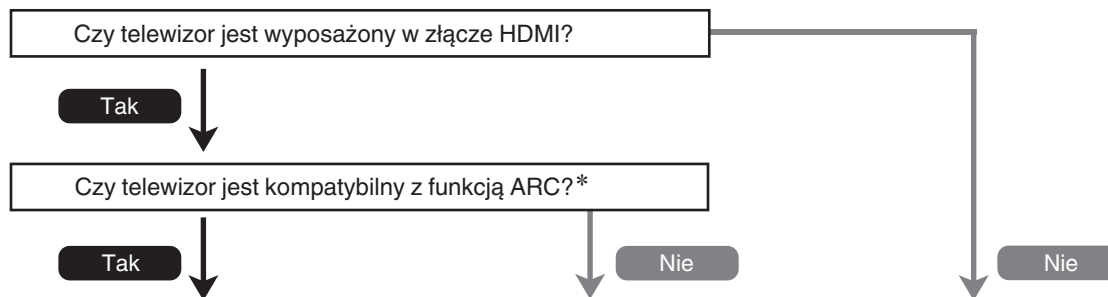 Czy telewizor jest wyposażony w złącze HDMI?
Tak
Czy telewizor jest kompatybilny z funkcją ARC?*
Tak
Nie
Nie